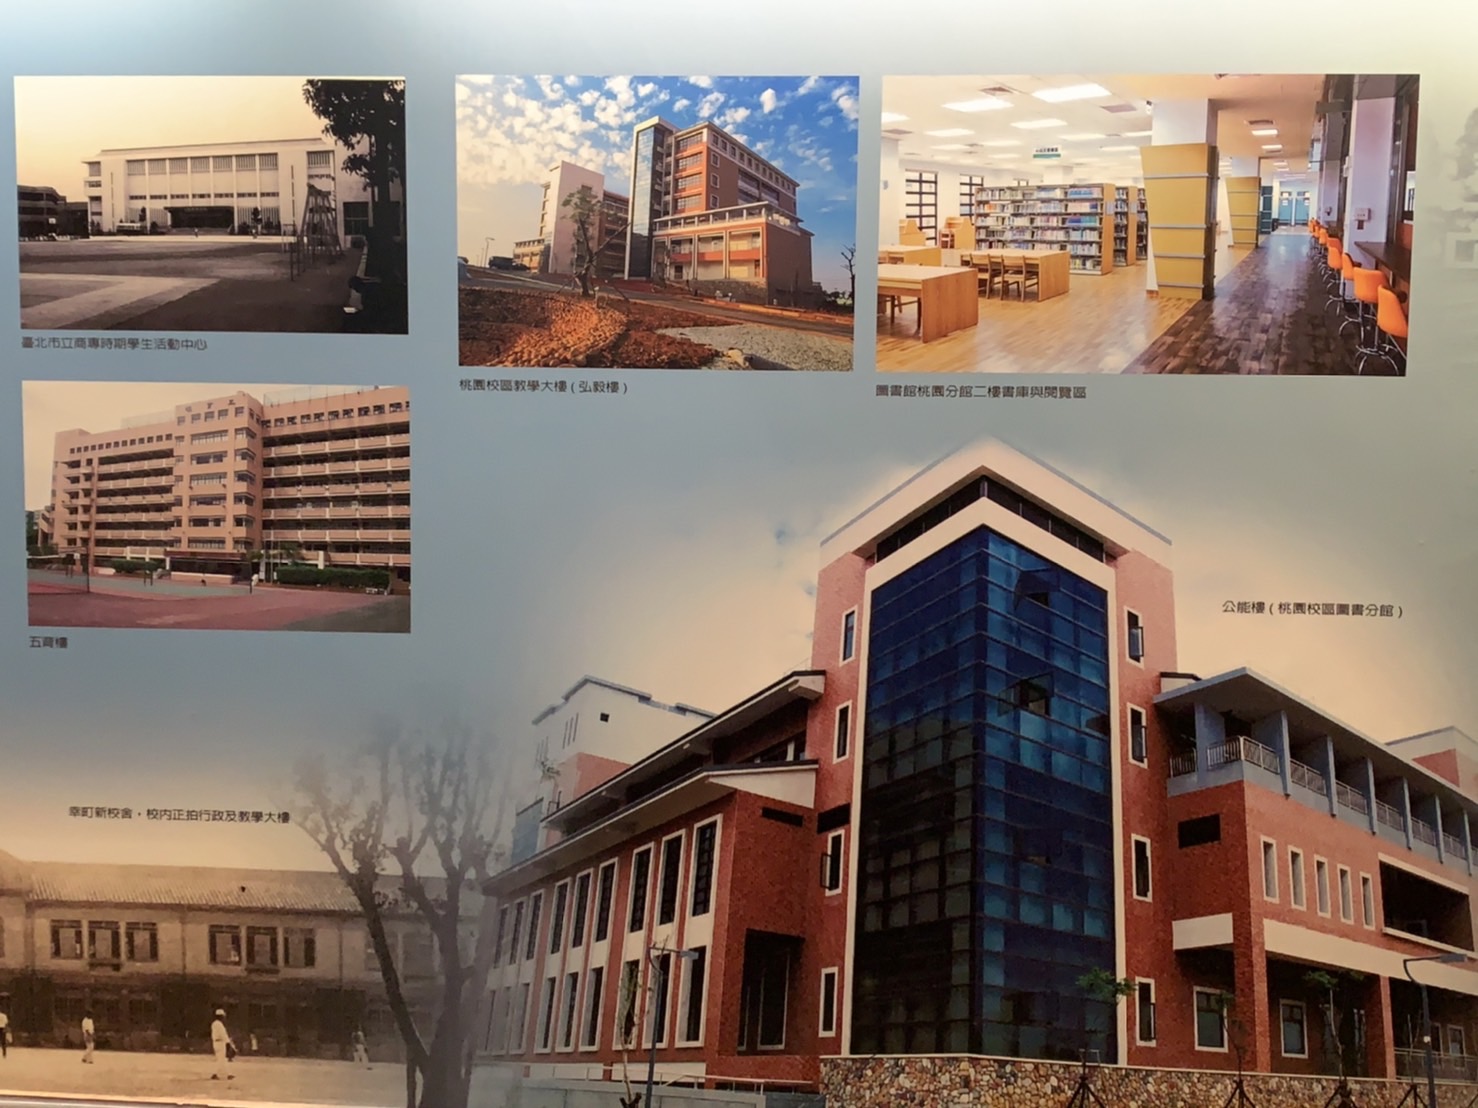 臺北市立商專時期學生活動中心
桃園校區教學大樓 ( 弘毅樓 )
圖書館桃園分館二樓書庫與閱覽區
五育樓
公能樓 ( 桃園校區圖書分館 )
幸町新校舍，校內正拍行政及教學大樓